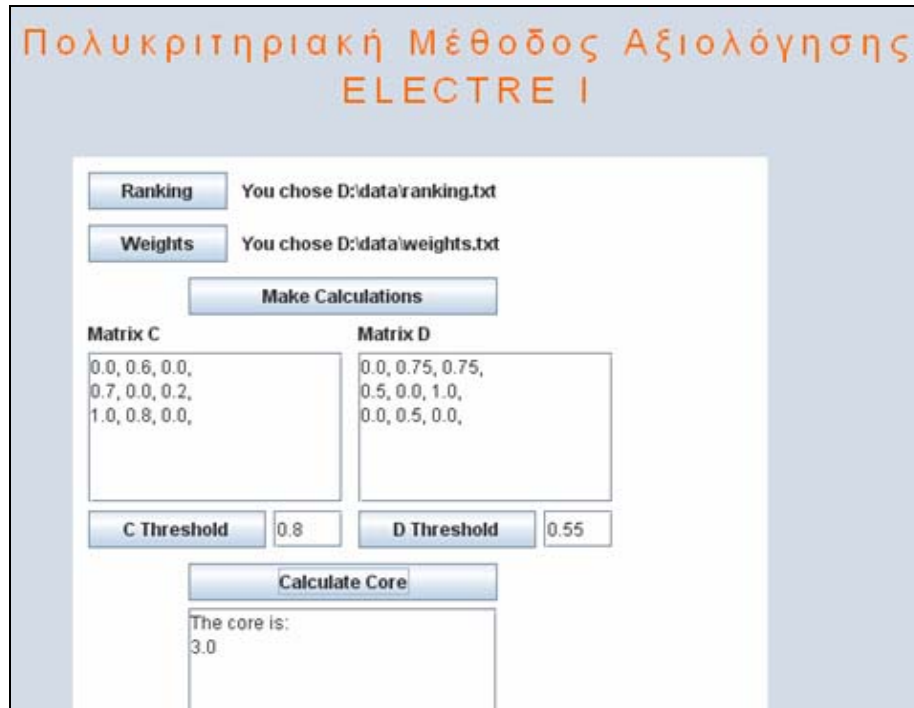 Πολυκριτηριακή Μέθοδος Αξιολόγησης
ELECTRE I
Ranking You chose D:\data\ranking.txt
Weights You chose D:\data\weights.txt
Make Calculations
Matrix C Matrix D
0.0, 0.6, 0.0, 0.0, 0.75, 0.75,
0.7, 0.0, 0.2, 0.5, 0.0, 1.0,
1.0, 0.8, 0.0, 0.0, 0.5, 0.0,
C Threshold 0.8 D Threshold 0.55
Calculate Core
The core is:
3.0